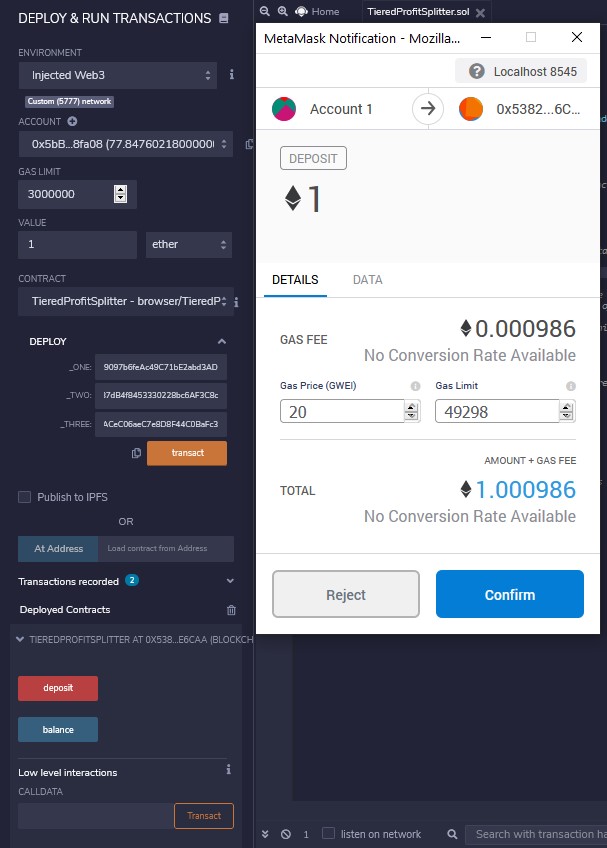 DEPLOY & RUN TRANSACTIONS
ENVIRONMENT
Injected Web3
Custom (5777) network
ACCOUNT
0x5bB...8fa08 (77.8476021800000
GAS LIMIT
3000000
VALUE
1 ether
CONTRACT
TieredProfitSplitter - browser/TieredP
DEPLOY
_ONE: 9097b6feAc49C71bE2abd3AD
_TWO: I7dB4f8453330228bc6AF3C8c
_THREE: ACeC06aeC7e8D8F44C0BaFc3
transact
Publish to IPFS
OR
At Address Load contract from Address
Transactions recorded 2
Deployed Contracts
TIEREDPROFITSPLITTER AT 0X538...E6CAA (BLOCKCH
deposit
balance
Low level interactions
CALLDATA
Transact
Home TieredProfitSplitter.sol
MetaMask Notification - Mozilla...
Localhost 8545
Account 1 0x5382...6C...
DEPOSIT
1
DETAILS DATA
GAS FEE 0.000986
No Conversion Rate Available
Gas Price (GWEI) Gas Limit
20 49298
AMOUNT + GAS FEE
TOTAL 1.000986
No Conversion Rate Available
Reject Confirm
1 listen on network Search with transaction ha